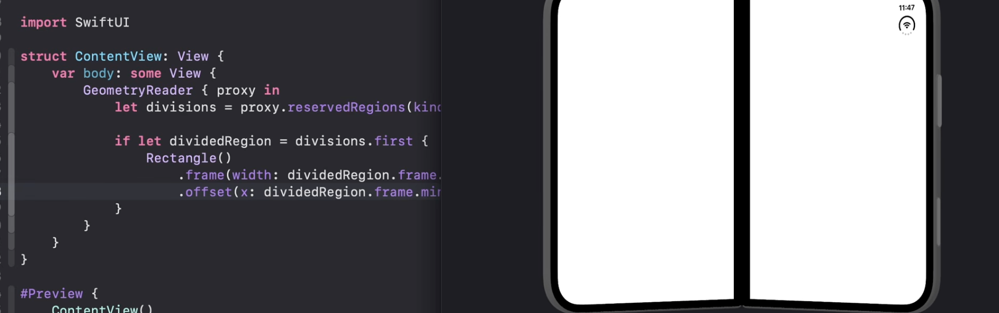 import SwiftUI
struct ContentView: View {
var body: some View {
GeometryReader { proxy in
let divisions = proxy.reservedRegions(kind
if let dividedRegion = divisions.first {
Rectangle()
.frame(width: dividedRegion.frame.
.offset(x: dividedRegion.frame.min
}
}
}
}
#Preview {
ContentView()
11:47